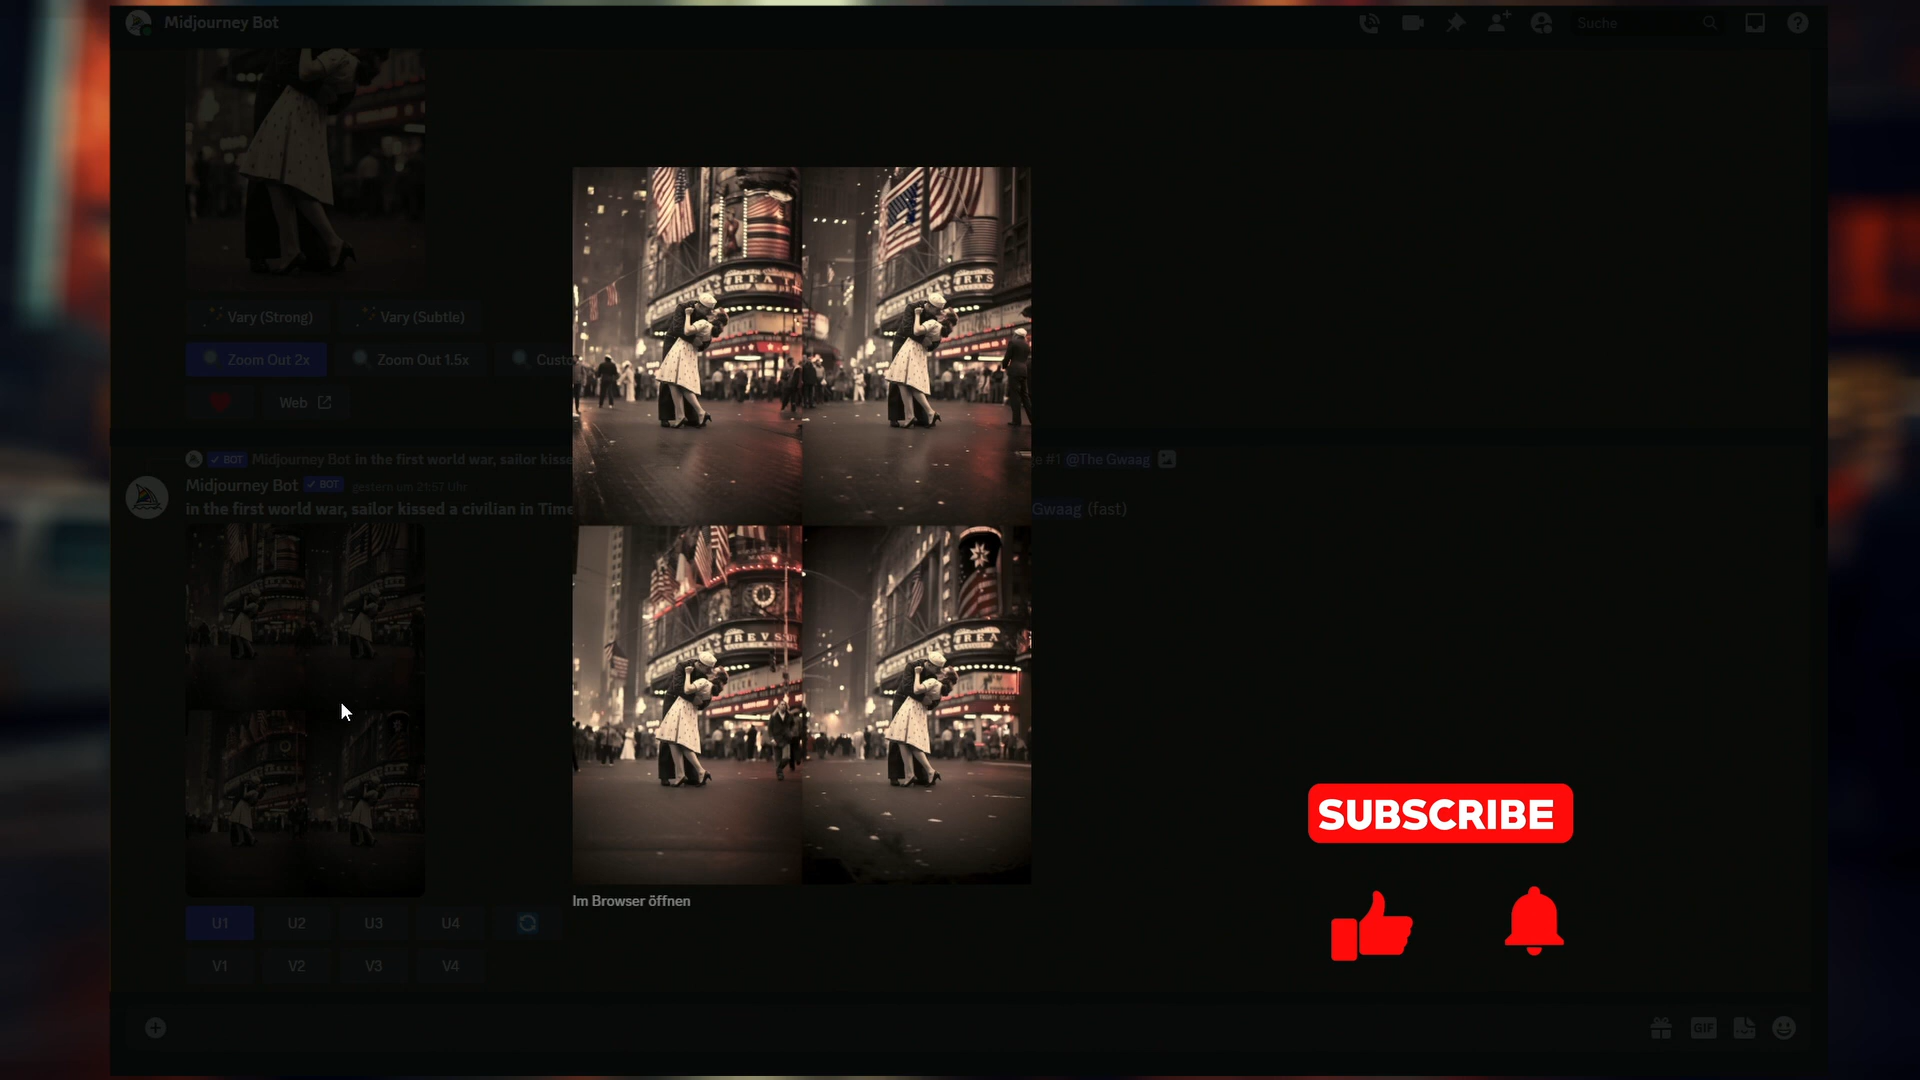 Midjourney Bot
Suche
Vary (Strong)
Vary (Subtle)
Zoom Out 2x
Zoom Out 1.5x
Custo
Web
BOT Midjourney Bot in the first world war, sailor kisse
e #1 @The Gwaag
Midjourney Bot BOT gestern um 21:57 Uhr
in the first world war, sailor kissed a civilian in Time
Gwaag (fast)
Im Browser öffnen
U1 U2 U3 U4
V1 V2 V3 V4
SUBSCRIBE
GIF